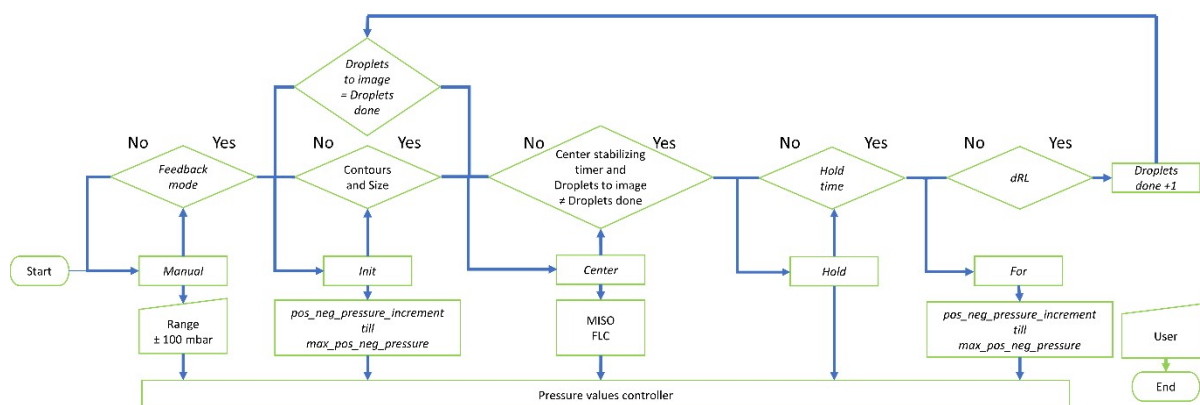 Droplets
to image
= Droplets
done
No
Yes
No
Yes
No
Yes
No
Yes
No
Yes
Feedback
mode
Contours
and Size
Center stabilizing
timer and
Droplets to image
≠ Droplets done
Hold
time
dRL
Droplets
done +1
Start
Manual
Init
Center
Hold
For
Range
± 100 mbar
pos_neg_pressure_increment
till
max_pos_neg_pressure
MISO
FLC
pos_neg_pressure_increment
till
max_pos_neg_pressure
User
End
Pressure values controller